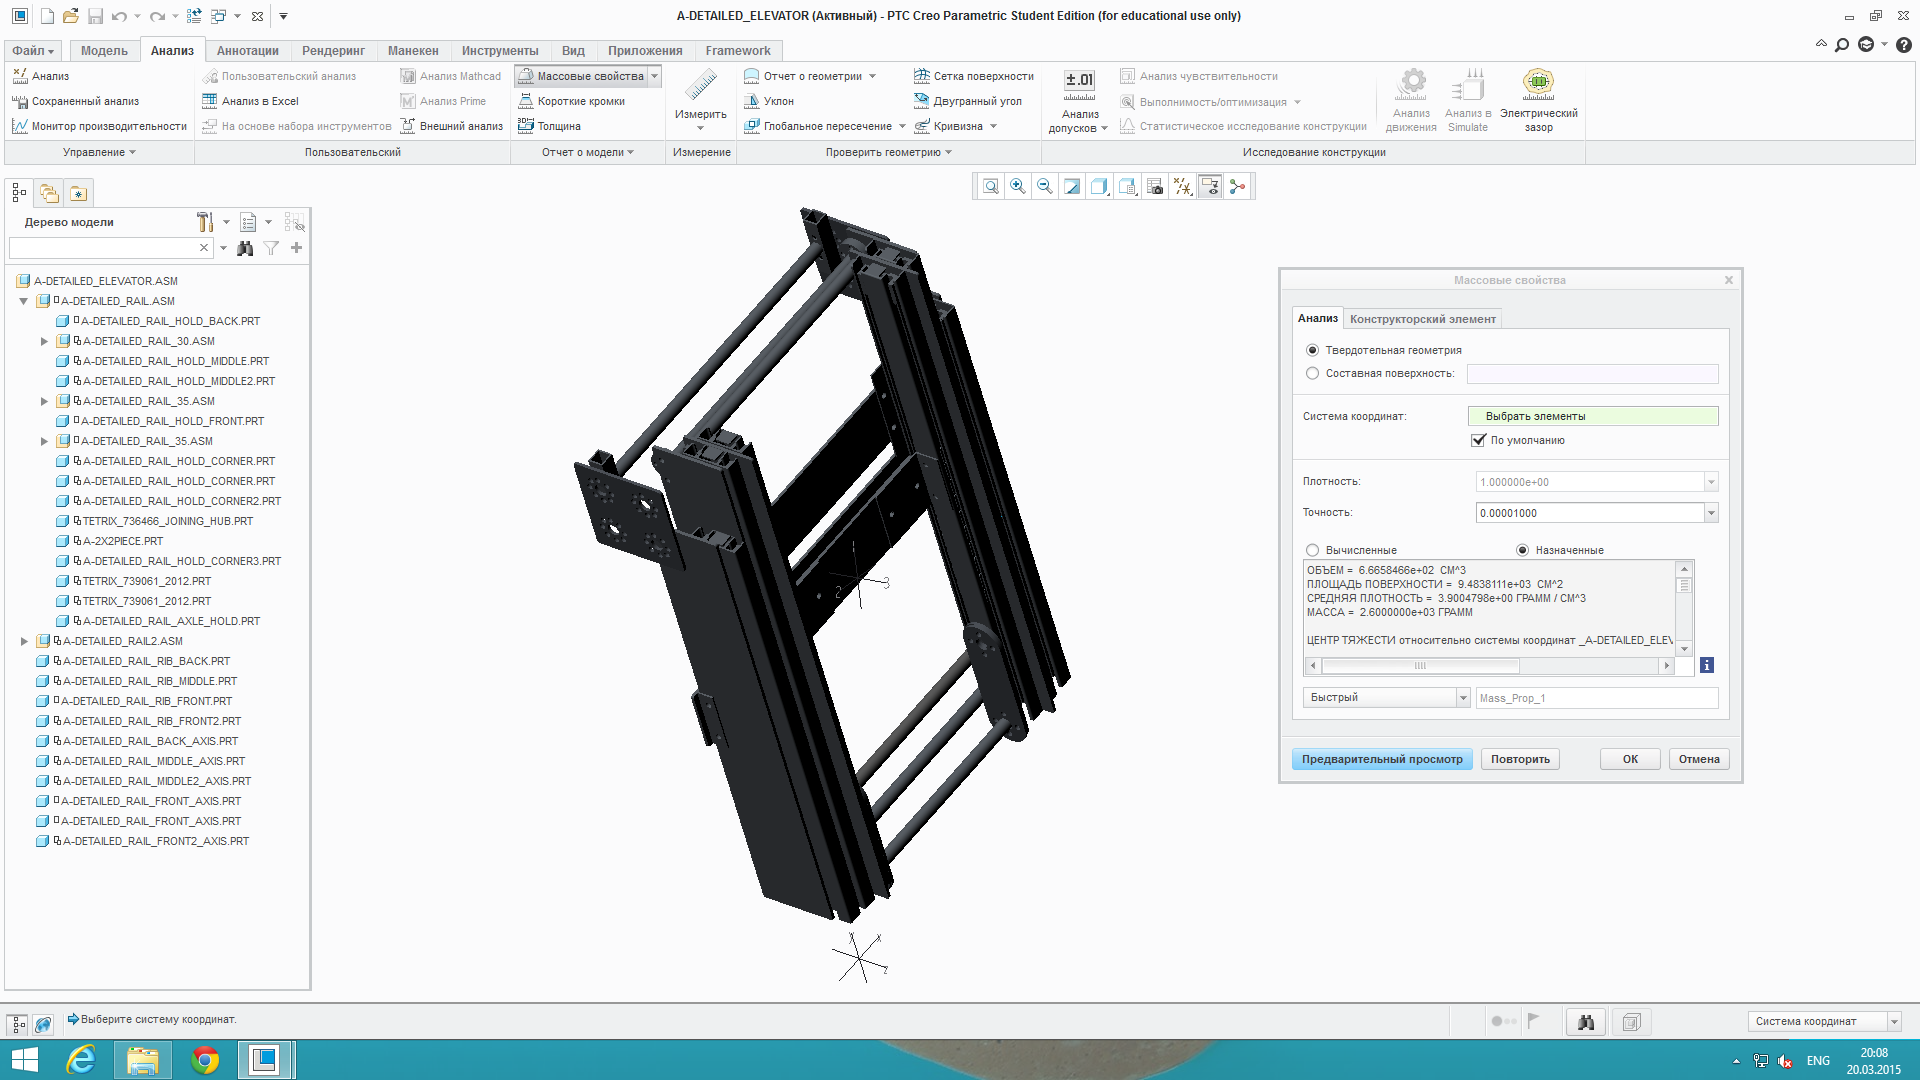 A-DETAILED_ELEVATOR (Активный) - PTC Creo Parametric Student Edition (for educational use only)
Файл
Модель
Анализ
Аннотации
Рендеринг
Манекен
Инструменты
Вид
Приложения
Framework
Анализ
Сохраненный анализ
Монитор производительности
Управление
Пользовательский анализ
Анализ в Excel
На основе набора инструментов
Анализ Mathcad
Анализ Prime
Внешний анализ
Пользовательский
Массовые свойства
Короткие кромки
Толщина
Отчет о модели
Измерить
Измерение
Отчет о геометрии
Уклон
Глобальное пересечение
Сетка поверхности
Двугранный угол
Кривизна
Проверить геометрию
±.01
Анализ допусков
Анализ чувствительности
Выполнимость/оптимизация
Статистическое исследование конструкции
Анализ движения
Анализ в Simulate
Электрический зазор
Исследование конструкции
Дерево модели
A-DETAILED_ELEVATOR.ASM
A-DETAILED_RAIL.ASM
A-DETAILED_RAIL_HOLD_BACK.PRT
A-DETAILED_RAIL_30.ASM
A-DETAILED_RAIL_HOLD_MIDDLE.PRT
A-DETAILED_RAIL_HOLD_MIDDLE2.PRT
A-DETAILED_RAIL_35.ASM
A-DETAILED_RAIL_HOLD_FRONT.PRT
A-DETAILED_RAIL_35.ASM
A-DETAILED_RAIL_HOLD_CORNER.PRT
A-DETAILED_RAIL_HOLD_CORNER.PRT
A-DETAILED_RAIL_HOLD_CORNER2.PRT
TETRIX_736466_JOINING_HUB.PRT
A-2X2PIECE.PRT
A-DETAILED_RAIL_HOLD_CORNER3.PRT
TETRIX_739061_2012.PRT
TETRIX_739061_2012.PRT
A-DETAILED_RAIL_AXLE_HOLD.PRT
A-DETAILED_RAIL2.ASM
A-DETAILED_RAIL_RIB_BACK.PRT
A-DETAILED_RAIL_RIB_MIDDLE.PRT
A-DETAILED_RAIL_RIB_FRONT.PRT
A-DETAILED_RAIL_RIB_FRONT2.PRT
A-DETAILED_RAIL_BACK_AXIS.PRT
A-DETAILED_RAIL_MIDDLE_AXIS.PRT
A-DETAILED_RAIL_MIDDLE2_AXIS.PRT
A-DETAILED_RAIL_FRONT_AXIS.PRT
A-DETAILED_RAIL_FRONT_AXIS.PRT
A-DETAILED_RAIL_FRONT2_AXIS.PRT
2
3
y
x
z
Массовые свойства
Анализ
Конструкторский элемент
Твердотельная геометрия
Составная поверхность:
Система координат:
Выбрать элементы
По умолчанию
Плотность:
1.000000e+00
Точность:
0.00001000
Вычисленные
Назначенные
ОБЪЕМ = 6.6658466e+02 СМ^3
ПЛОЩАДЬ ПОВЕРХНОСТИ = 9.4838111e+03 СМ^2
СРЕДНЯЯ ПЛОТНОСТЬ = 3.9004798e+00 ГРАММ / СМ^3
МАССА = 2.6000000e+03 ГРАММ
ЦЕНТР ТЯЖЕСТИ относительно системы координат _A-DETAILED_ELEV
Быстрый
Mass_Prop_1
Предварительный просмотр
Повторить
ОК
Отмена
Выберите систему координат.
Система координат
ENG
20:08
20.03.2015